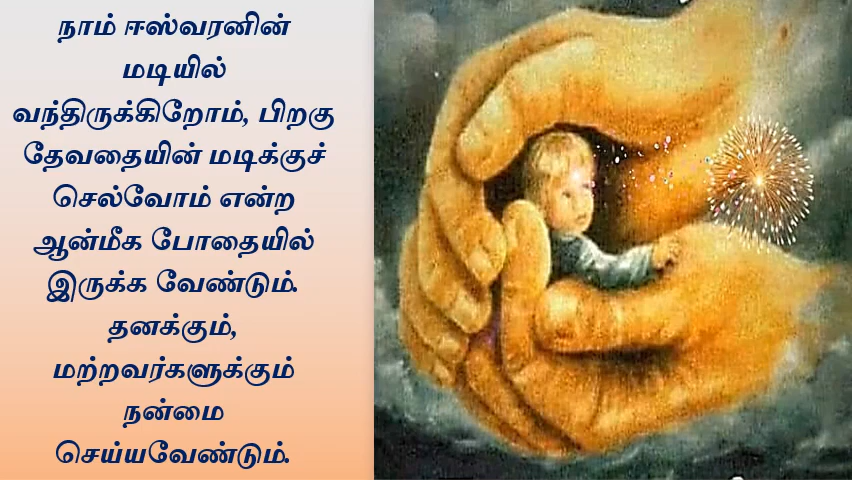 நாம் ஈஸ்வரனின்
மடியில்
வந்திருக்கிறோம், பிறகு
தேவதையின் மடிக்குச்
செல்வோம் என்ற
ஆன்மீக போதையில்
இருக்க வேண்டும்.
தனக்கும்,
மற்றவர்களுக்கும்
நன்மை
செய்யவேண்டும்.